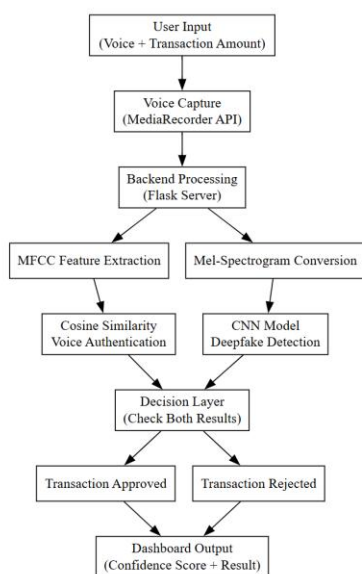 User Input
(Voice + Transaction Amount)
Voice Capture
(MediaRecorder API)
Backend Processing
(Flask Server)
MFCC Feature Extraction
Mel-Spectrogram Conversion
Cosine Similarity
Voice Authentication
CNN Model
Deepfake Detection
Decision Layer
(Check Both Results)
Transaction Approved
Transaction Rejected
Dashboard Output
(Confidence Score + Result)